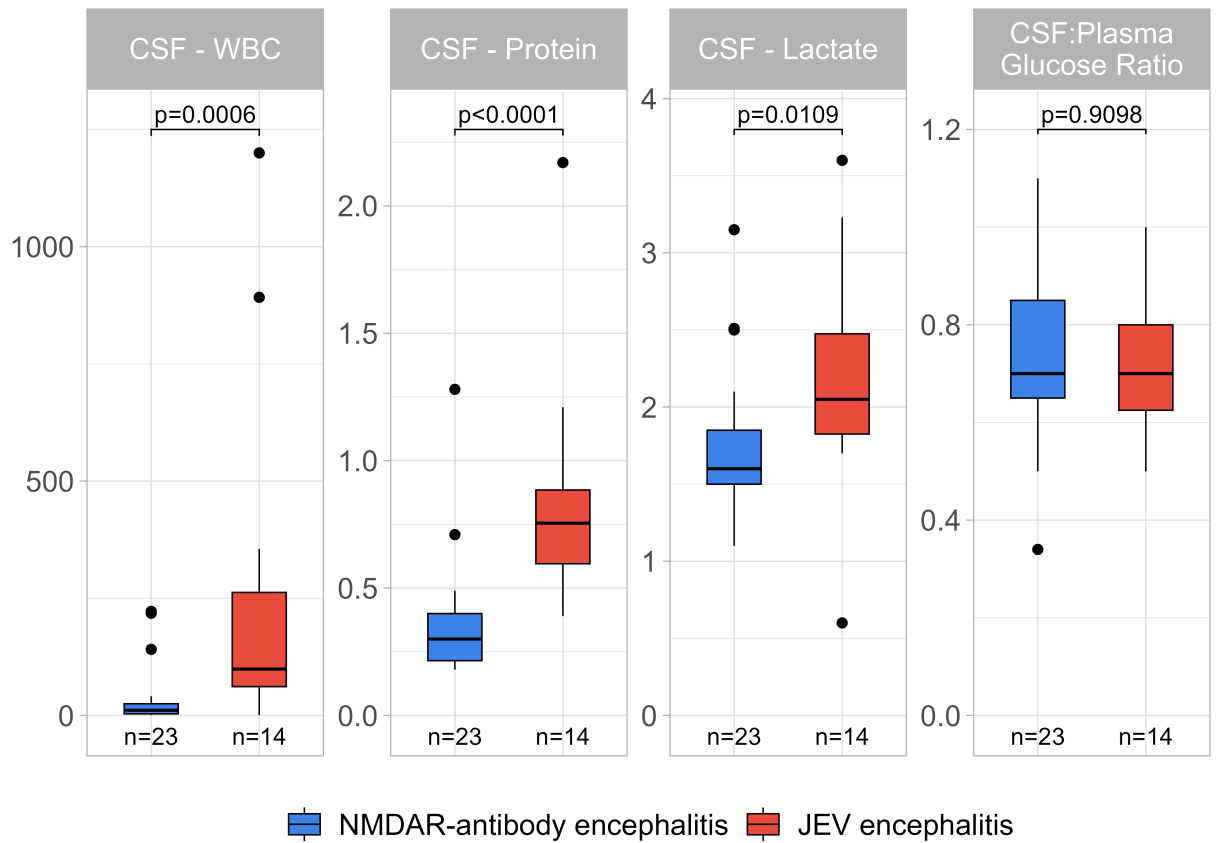 CSF - WBC
CSF - Protein
CSF - Lactate
CSF:Plasma
Glucose Ratio
p=0.0006
p<0.0001
p=0.0109
p=0.9098
1000
500
0
n=23
n=14
2.0
1.5
1.0
0.5
0.0
n=23
n=14
4
3
2
1
0
n=23
n=14
1.2
0.8
0.4
0.0
n=23
n=14
NMDAR-antibody encephalitis
JEV encephalitis